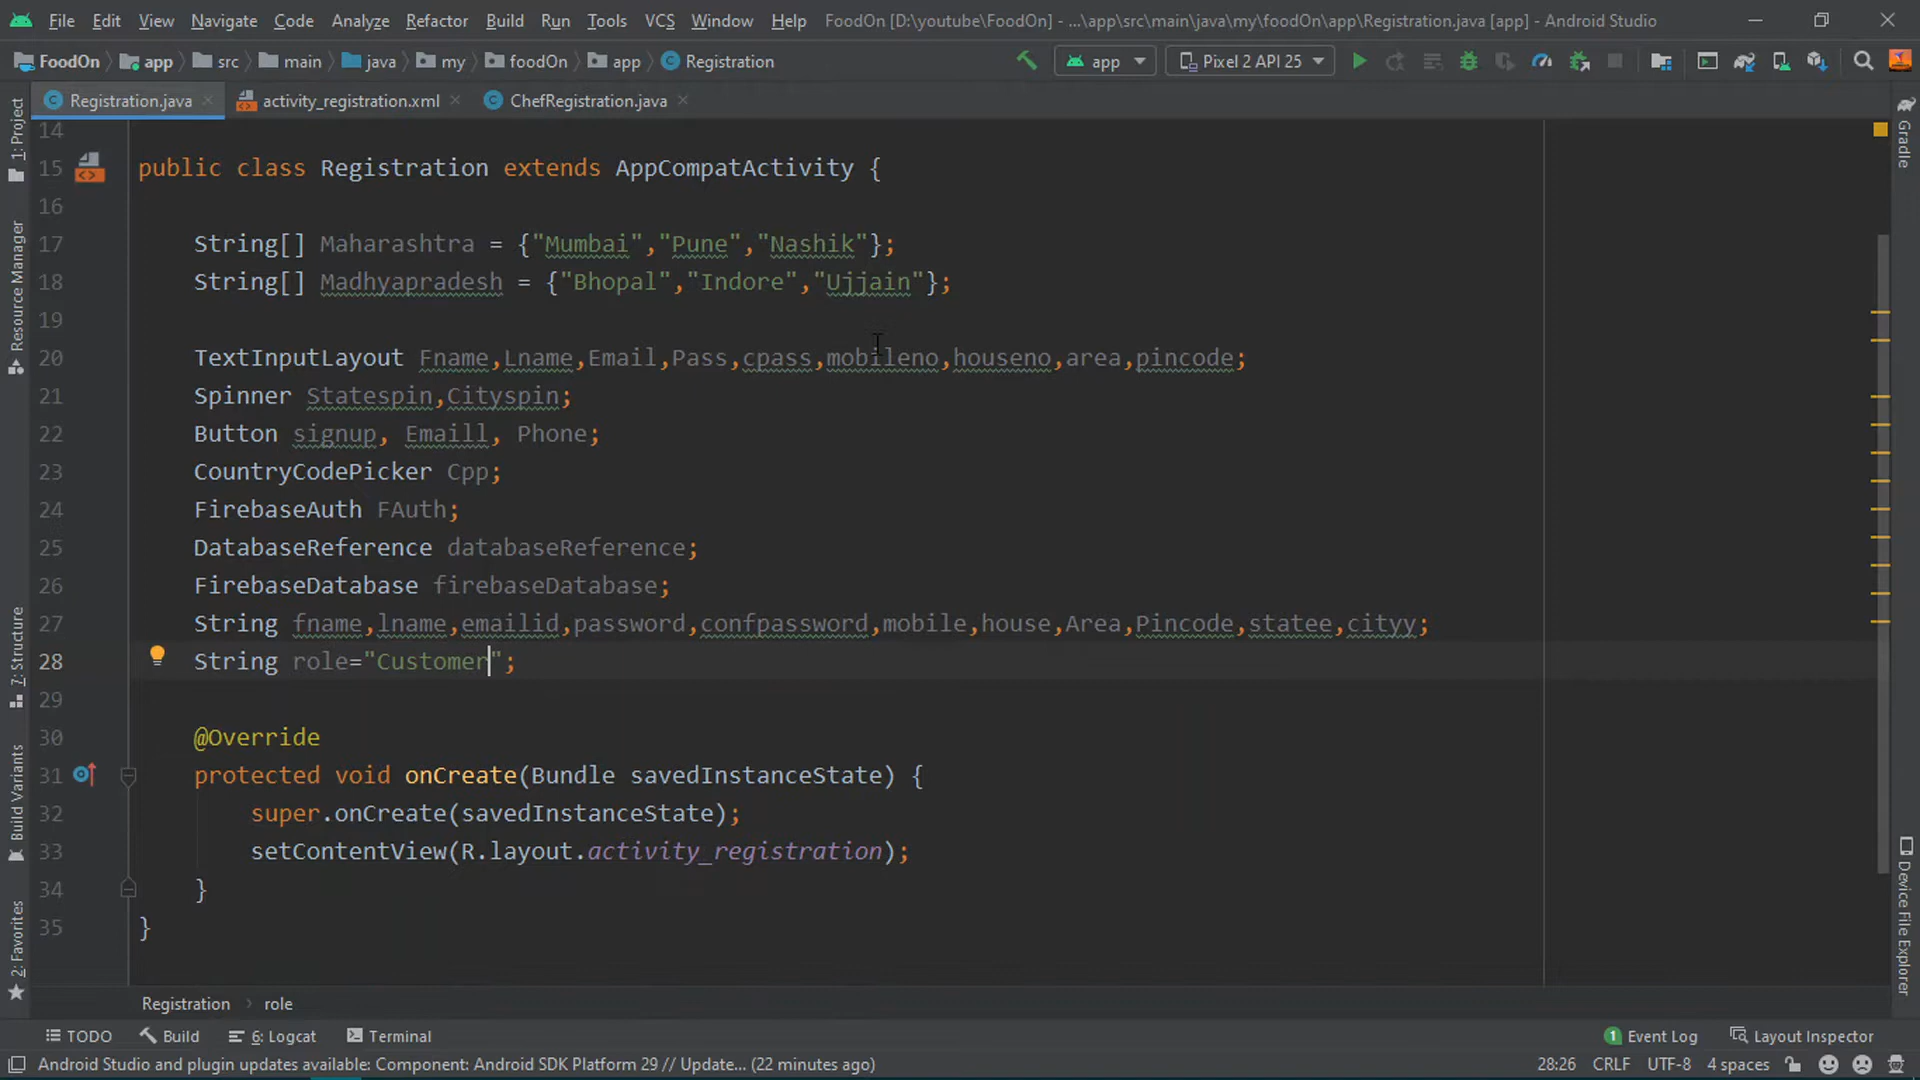 File Edit View Navigate Code Analyze Refactor Build Run Tools VCS Window Help FoodOn [D:\youtube\FoodOn] - ...\app\src\main\java\my\foodOn\app\Registration.java [app] - Android Studio
FoodOn app src main java my foodOn app Registration app Pixel 2 API 25
Registration.java activity_registration.xml ChefRegistration.java
1: Project
Resource Manager
7: Structure
Build Variants
2: Favorites
14
15 public class Registration extends AppCompatActivity {
16
17 String[] Maharashtra = {"Mumbai","Pune","Nashik"};
18 String[] Madhyapradesh = {"Bhopal","Indore","Ujjain"};
19
20 TextInputLayout Fname,Lname,Email,Pass,cpass,mobileno,houseno,area,pincode;
21 Spinner Statespin,Cityspin;
22 Button signup, Emaill, Phone;
23 CountryCodePicker Cpp;
24 FirebaseAuth FAuth;
25 DatabaseReference databaseReference;
26 FirebaseDatabase firebaseDatabase;
27 String fname,lname,emailid,password,confpassword,mobile,house,Area,Pincode,statee,cityy;
28 String role="Customer";
29
30 @Override
31 protected void onCreate(Bundle savedInstanceState) {
32 super.onCreate(savedInstanceState);
33 setContentView(R.layout.activity_registration);
34 }
35 }
Gradle
Device File Explorer
Registration › role
TODO Build 6: Logcat Terminal 1 Event Log Layout Inspector
Android Studio and plugin updates available: Component: Android SDK Platform 29 // Update... (22 minutes ago) 28:26 CRLF UTF-8 4 spaces